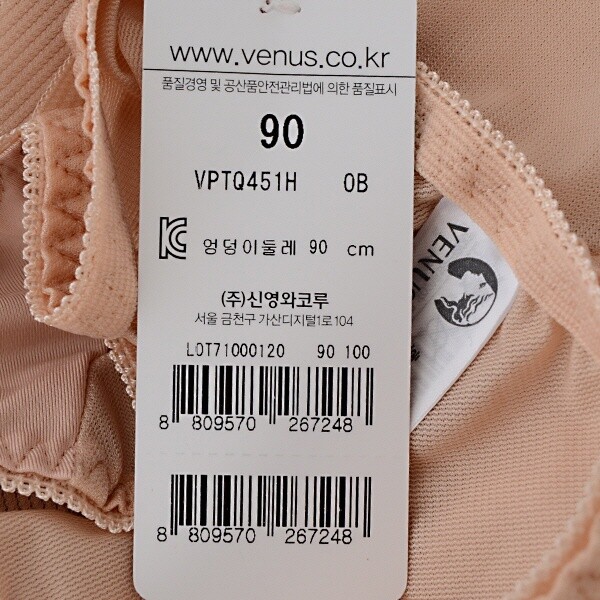 www.venus.co.kr
품질경영 및 공산품안전관리법에 의한 품질표시
90
VPTQ451H 0B
엉덩이둘레 90 cm
(주)신영와코루
서울 금천구 가산디지털1로 104
LOT71000120 90 100
8 809570 267248
8 809570 267248
VENUS